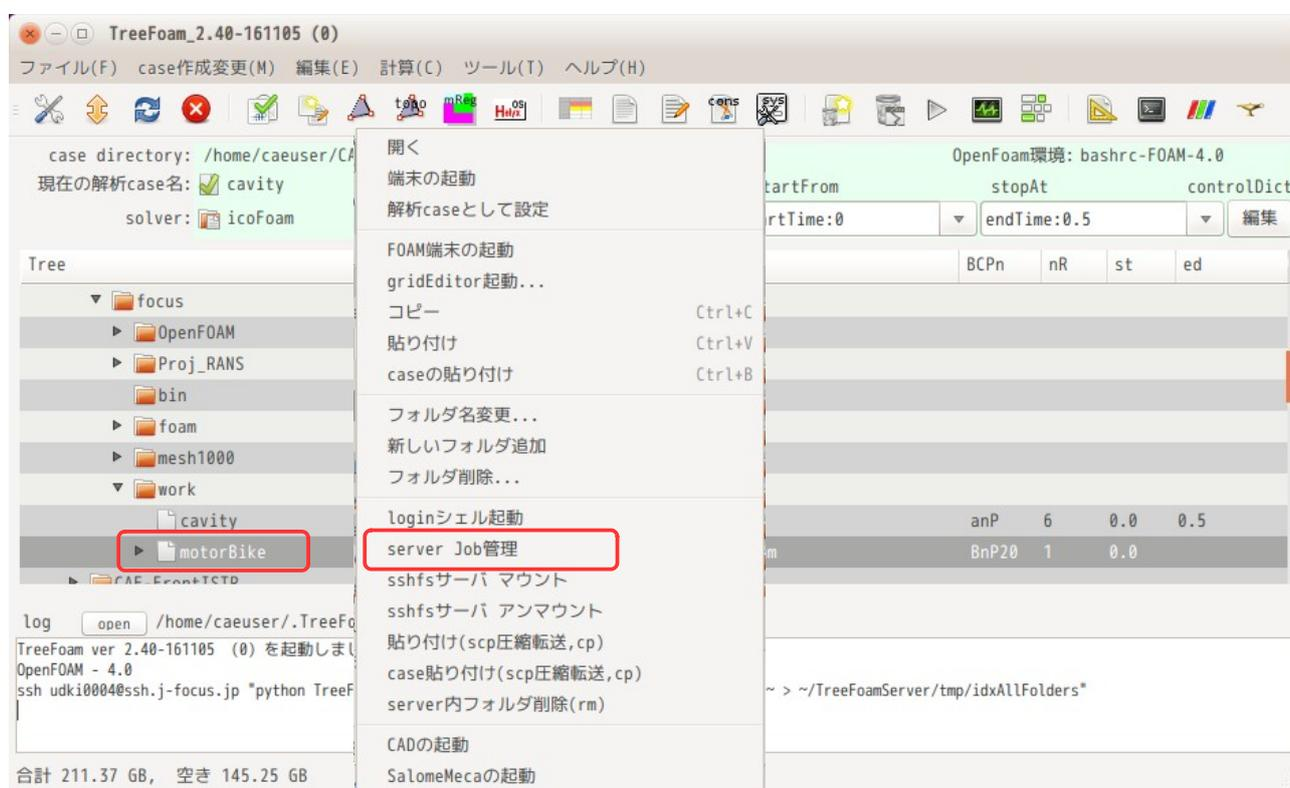 TreeFoam_2.40-161105 (0)
ファイル(F) case作成変更(M) 編集(E) 計算(C) ツール(T) ヘルプ(H)
topo mReg Helyx OS cons sys
case directory: /home/caeuser/CA
OpenFoam環境: bashrc-FOAM-4.0
現在の解析case名: cavity
tartFrom stopAt controlDict
solver: icoFoam
rtTime:0 endTime:0.5 編集
Tree BCPn nR st ed
focus
OpenFOAM
Proj_RANS
bin
foam
mesh1000
work
cavity anP 6 0.0 0.5
motorBike m BnP20 1 0.0
CAE-FrontISTR
開く
端末の起動
解析caseとして設定
FOAM端末の起動
gridEditor起動...
コピー Ctrl+C
貼り付け Ctrl+V
caseの貼り付け Ctrl+B
フォルダ名変更...
新しいフォルダ追加
フォルダ削除...
loginシェル起動
server Job管理
sshfsサーバ マウント
sshfsサーバ アンマウント
貼り付け(scp圧縮転送,cp)
case貼り付け(scp圧縮転送,cp)
server内フォルダ削除(rm)
CADの起動
SalomeMecaの起動
log open /home/caeuser/.TreeFo
TreeFoam ver 2.40-161105 (0) を起動しまし
OpenFOAM - 4.0
ssh udki0004@ssh.j-focus.jp "python TreeF ~ > ~/TreeFoamServer/tmp/idxAllFolders"
合計 211.37 GB, 空き 145.25 GB